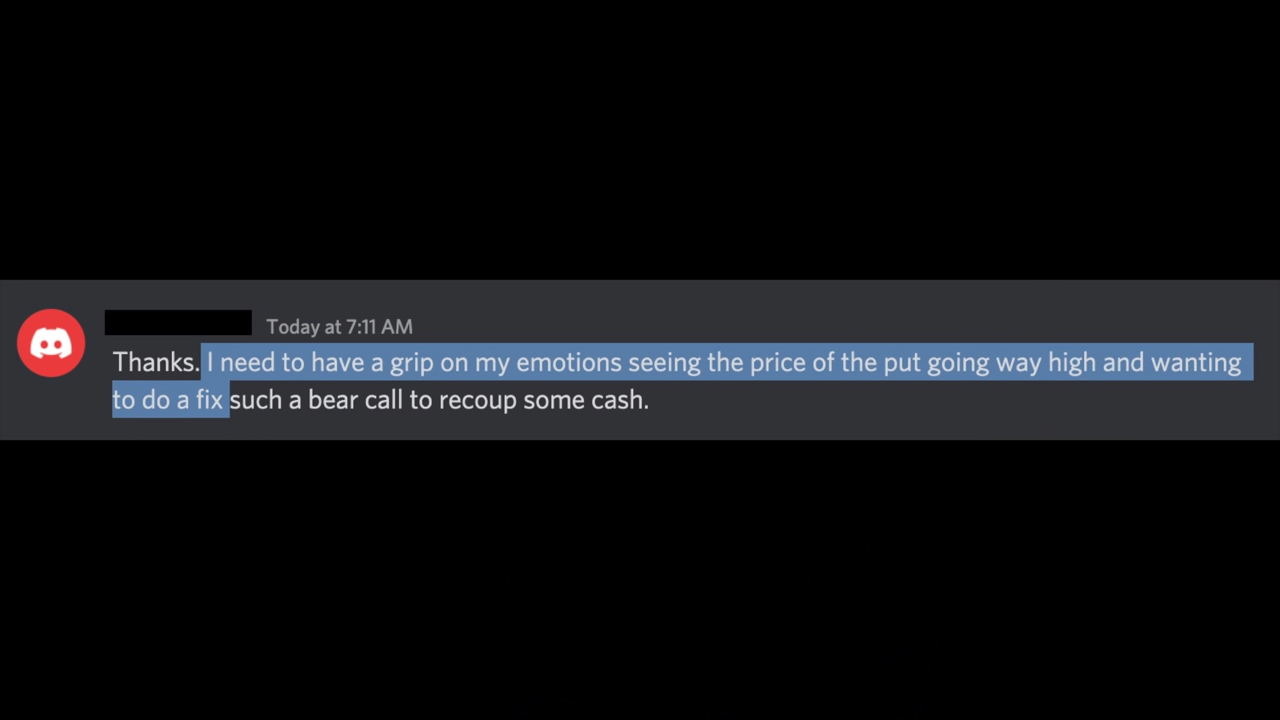 Today at 7:11 AM
Thanks. I need to have a grip on my emotions seeing the price of the put going way high and wanting
to do a fix such a bear call to recoup some cash.